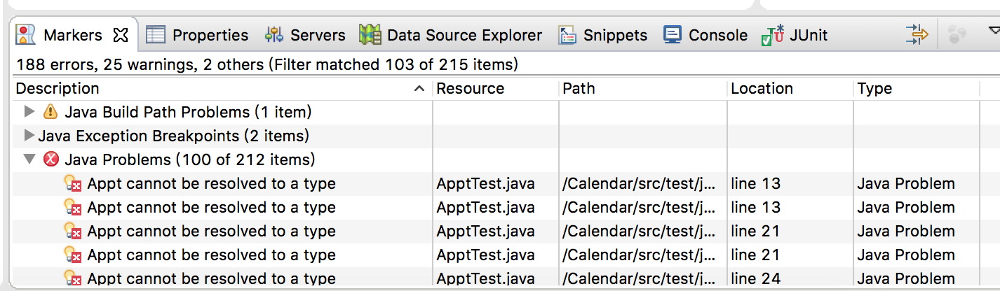 Markers Properties Servers Data Source Explorer Snippets Console JUnit
188 errors, 25 warnings, 2 others (Filter matched 103 of 215 items)
Description Resource Path Location Type
Java Build Path Problems (1 item)
Java Exception Breakpoints (2 items)
Java Problems (100 of 212 items)
Appt cannot be resolved to a type ApptTest.java /Calendar/src/test/j... line 13 Java Problem
Appt cannot be resolved to a type ApptTest.java /Calendar/src/test/j... line 13 Java Problem
Appt cannot be resolved to a type ApptTest.java /Calendar/src/test/j... line 21 Java Problem
Appt cannot be resolved to a type ApptTest.java /Calendar/src/test/j... line 21 Java Problem
Appt cannot be resolved to a type ApptTest.java /Calendar/src/test/j... line 24 Java Problem